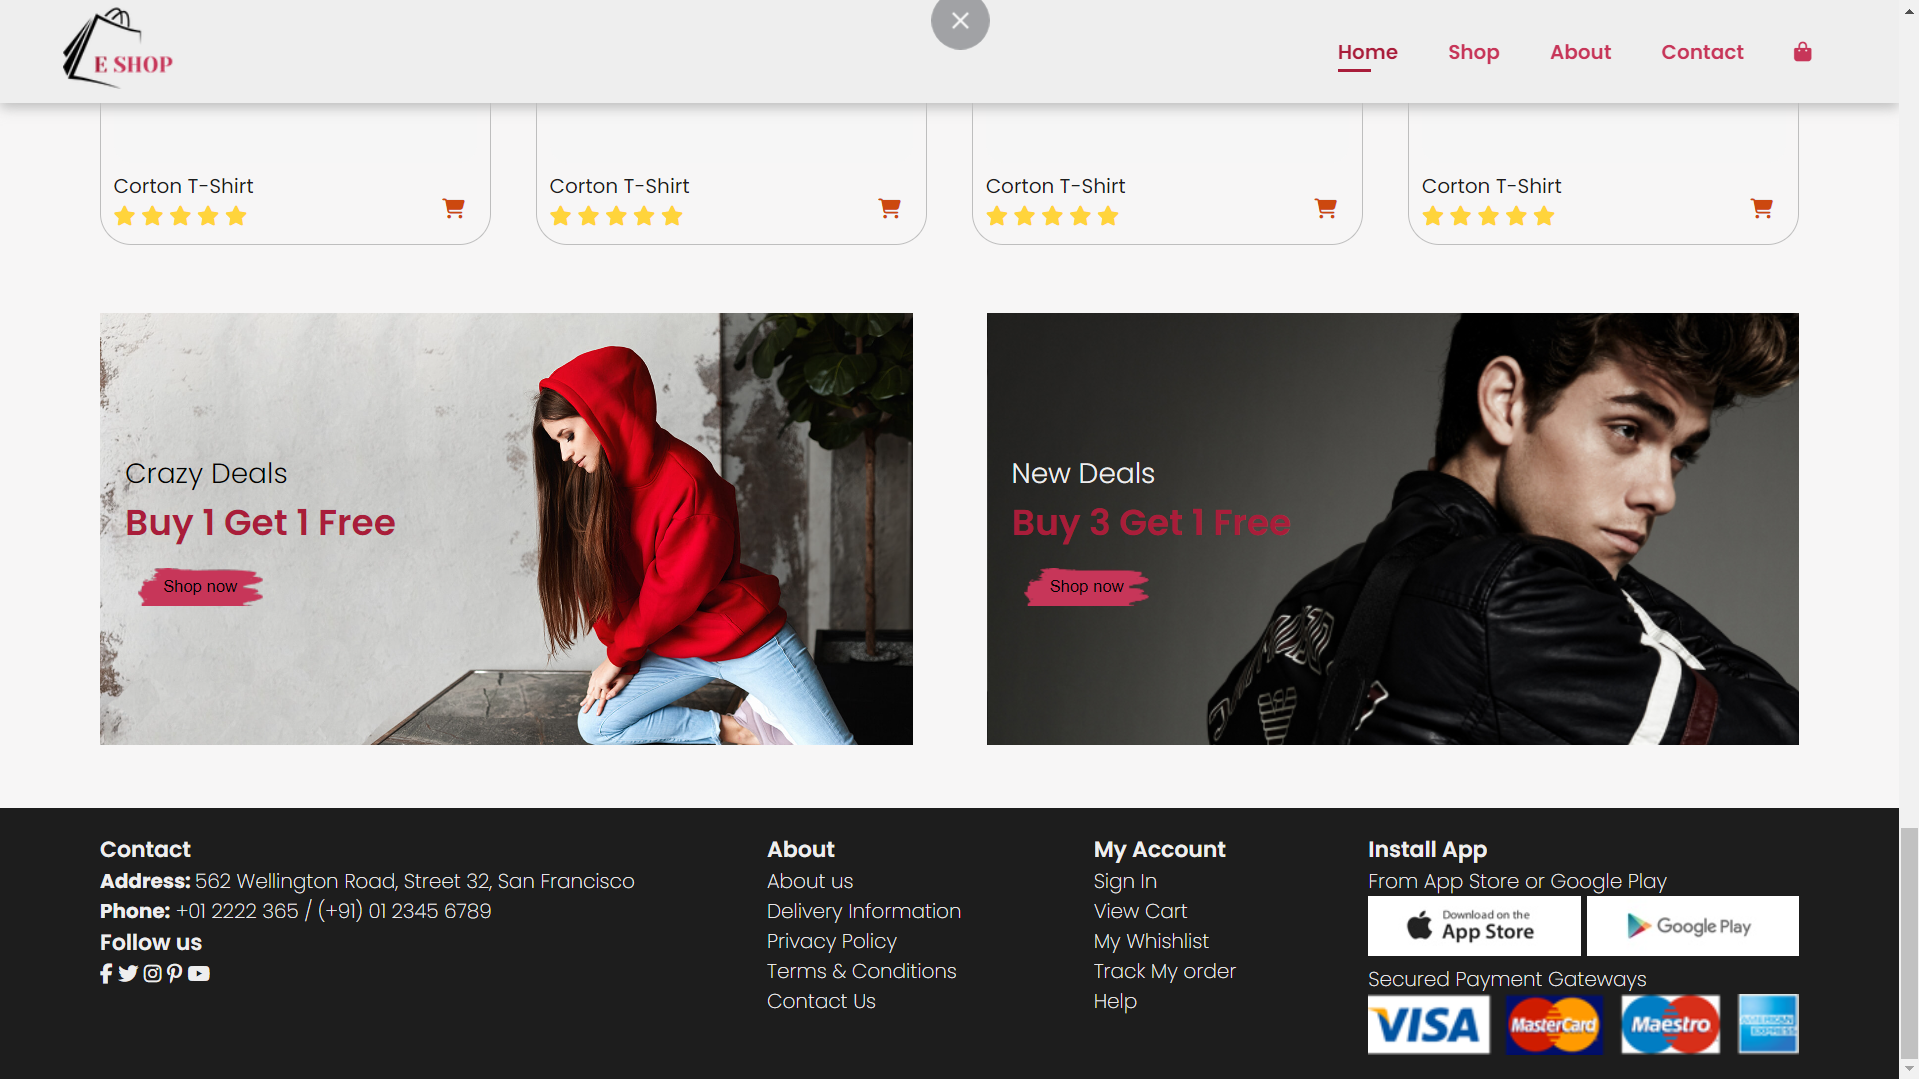 E SHOP
Home
Shop
About
Contact
Corton T-Shirt
Corton T-Shirt
Corton T-Shirt
Corton T-Shirt
Crazy Deals
Buy 1 Get 1 Free
Shop now
New Deals
Buy 3 Get 1 Free
Shop now
Contact
Address: 562 Wellington Road, Street 32, San Francisco
Phone: +01 2222 365 / (+91) 01 2345 6789
Follow us
About
About us
Delivery Information
Privacy Policy
Terms & Conditions
Contact Us
My Account
Sign In
View Cart
My Whishlist
Track My order
Help
Install App
From App Store or Google Play
Download on the
App Store
Google Play
Secured Payment Gateways
VISA
MasterCard
Maestro
AMERICAN
EXPRESS